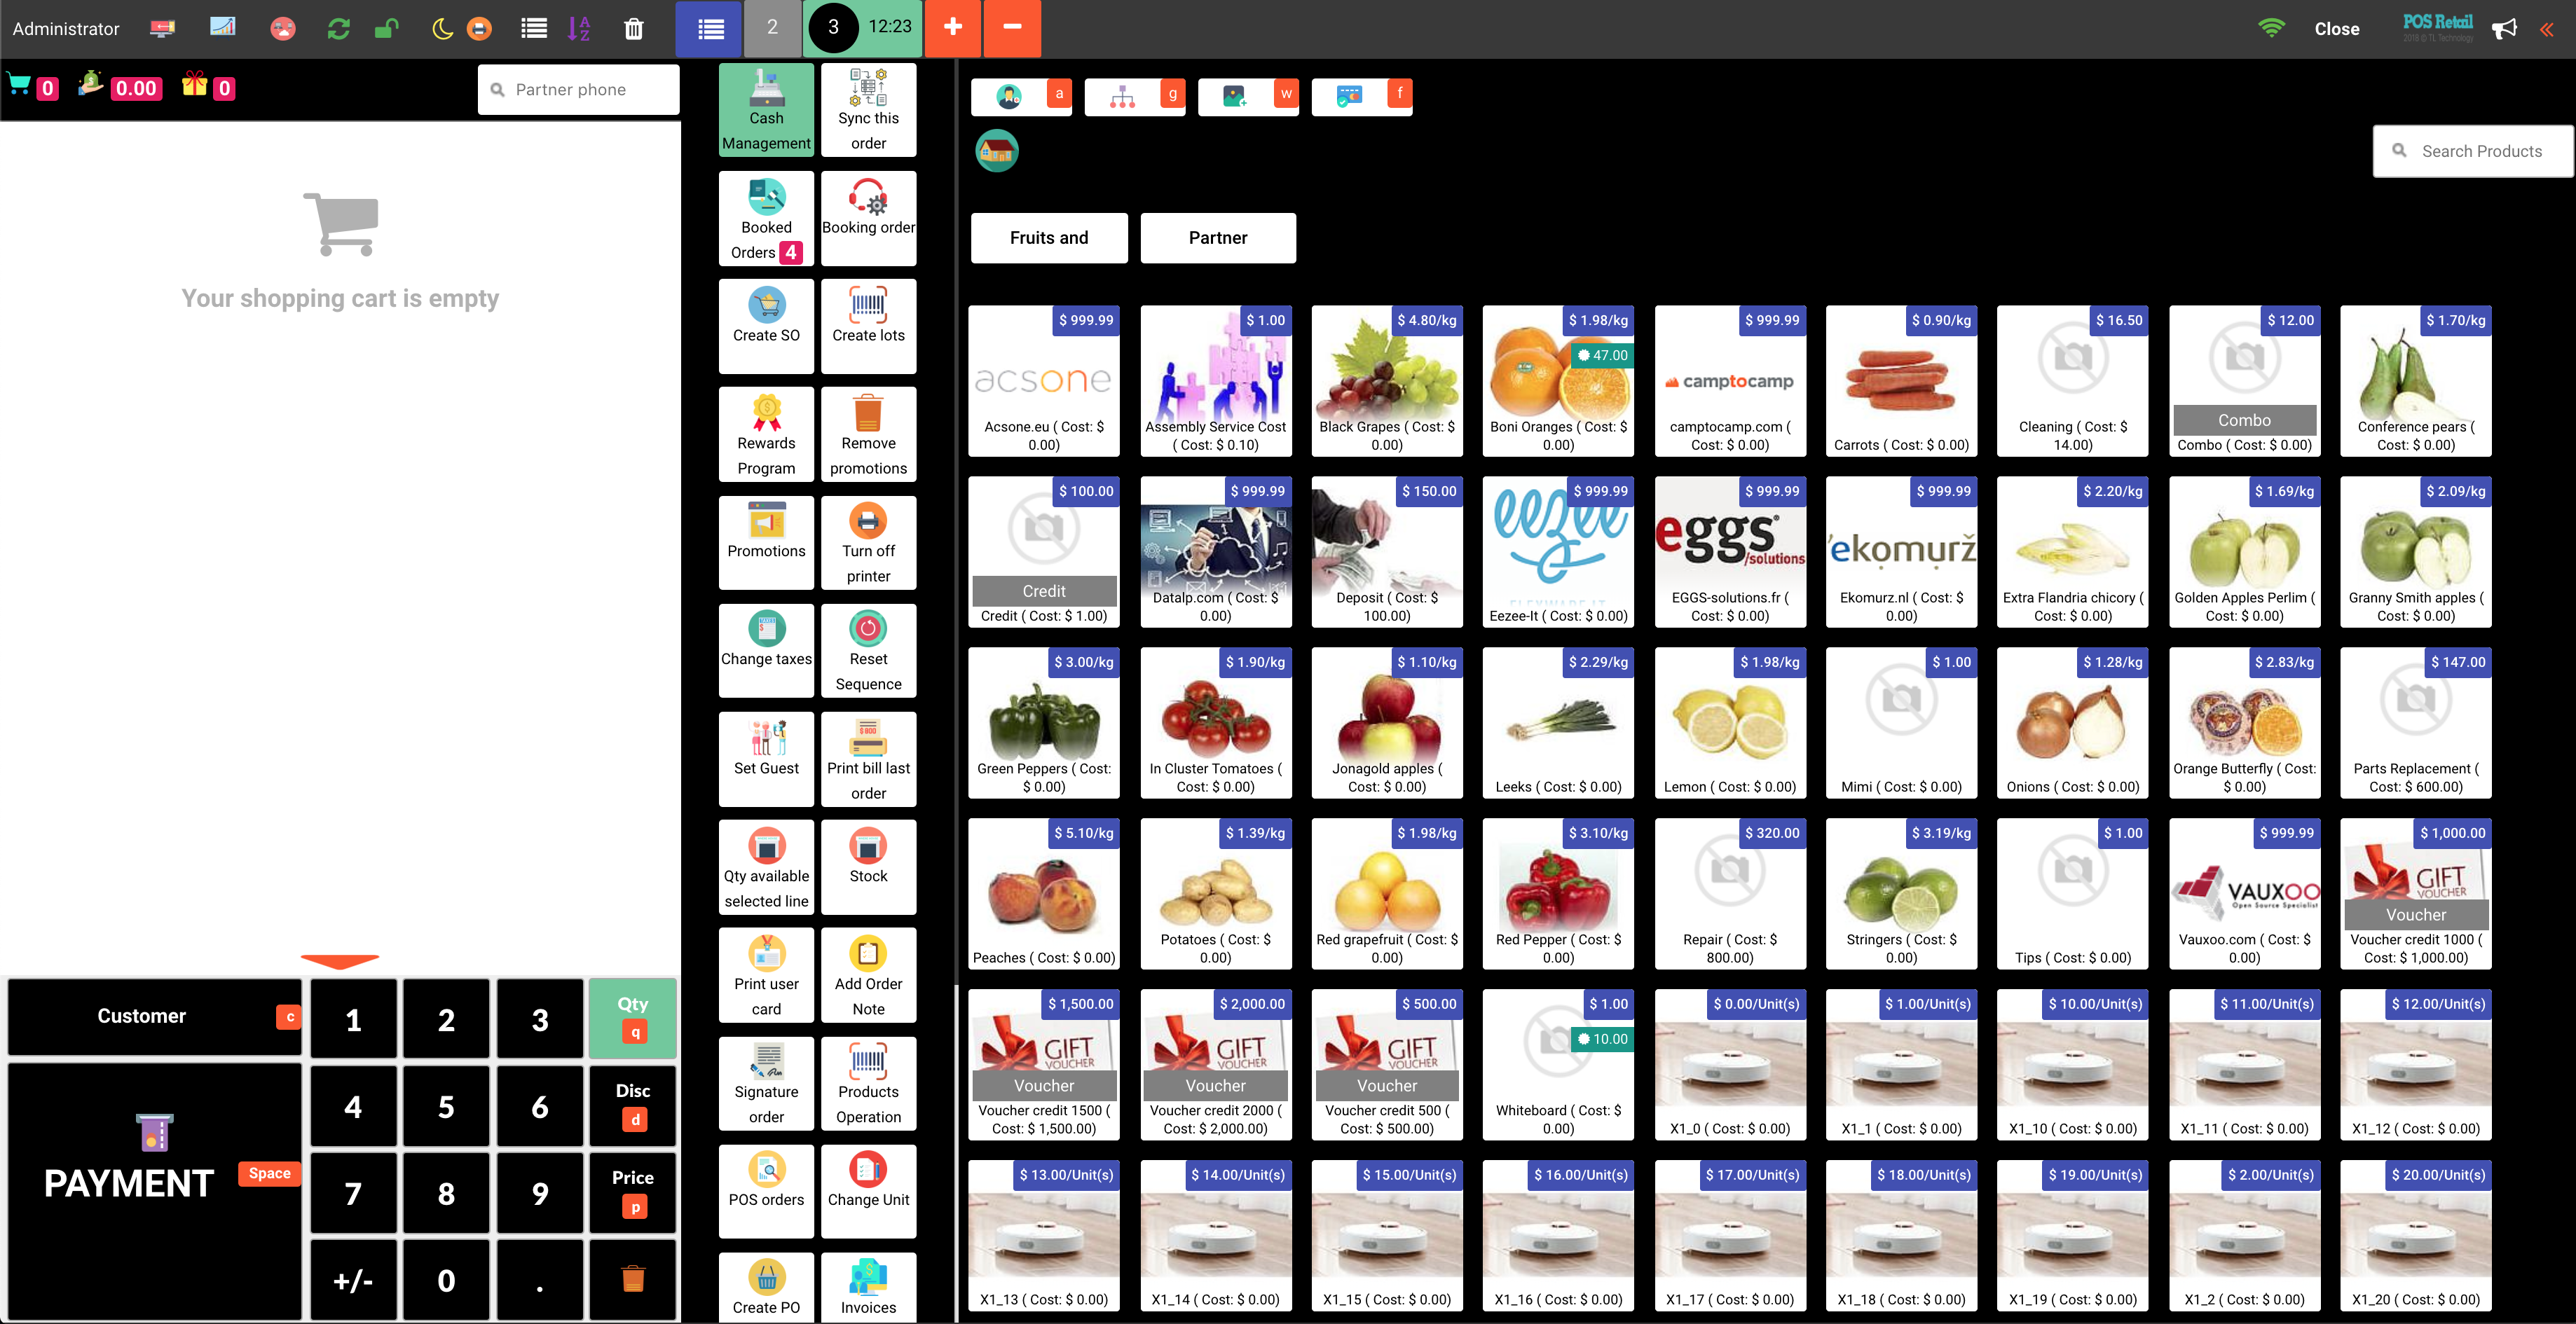 Administrator
A
Z
2
3
12:23
Close
POS Retail
2018 © TL Technology
0
0.00
0
Partner phone
Your shopping cart is empty
Customer
c
1
2
3
Qty
q
PAYMENT
Space
4
5
6
Disc
d
7
8
9
Price
p
+/-
0
.
Cash
Management
Sync this
order
Booked
Orders 4
Booking order
Create SO
Create lots
Rewards
Program
Remove
promotions
Promotions
Turn off
printer
Change taxes
Reset
Sequence
Set Guest
Print bill last
order
Qty available
selected line
Stock
Print user
card
Add Order
Note
Signature
order
Products
Operation
POS orders
Change Unit
Create PO
Invoices
a
g
w
f
Search Products
Fruits and
Partner
$ 999.99
acsone
Acsone.eu ( Cost: $
0.00)
$ 1.00
Assembly Service Cost
( Cost: $ 0.10)
$ 4.80/kg
Black Grapes ( Cost: $
0.00)
$ 1.98/kg
47.00
Boni Oranges ( Cost: $
0.00)
$ 999.99
camptocamp
camptocamp.com (
Cost: $ 0.00)
$ 0.90/kg
Carrots ( Cost: $ 0.00)
$ 16.50
Cleaning ( Cost: $
14.00)
$ 12.00
Combo
Combo ( Cost: $ 0.00)
$ 1.70/kg
Conference pears (
Cost: $ 0.00)
$ 100.00
Credit
Credit ( Cost: $ 1.00)
$ 999.99
Datalp.com ( Cost: $
0.00)
$ 150.00
Deposit ( Cost: $
100.00)
$ 999.99
eezee
Eezee-It ( Cost: $ 0.00)
$ 999.99
eggs
/solutions
EGGS-solutions.fr (
Cost: $ 0.00)
$ 999.99
'ekomurž
Ekomurz.nl ( Cost: $
0.00)
$ 2.20/kg
Extra Flandria chicory (
Cost: $ 0.00)
$ 1.69/kg
Golden Apples Perlim (
Cost: $ 0.00)
$ 2.09/kg
Granny Smith apples (
Cost: $ 0.00)
$ 3.00/kg
Green Peppers ( Cost:
$ 0.00)
$ 1.90/kg
In Cluster Tomatoes (
Cost: $ 0.00)
$ 1.10/kg
Jonagold apples (
Cost: $ 0.00)
$ 2.29/kg
Leeks ( Cost: $ 0.00)
$ 1.98/kg
Lemon ( Cost: $ 0.00)
$ 1.00
Mimi ( Cost: $ 0.00)
$ 1.28/kg
Onions ( Cost: $ 0.00)
$ 2.83/kg
Orange Butterfly ( Cost:
$ 0.00)
$ 147.00
Parts Replacement (
Cost: $ 600.00)
$ 5.10/kg
Peaches ( Cost: $ 0.00)
$ 1.39/kg
Potatoes ( Cost: $
0.00)
$ 1.98/kg
Red grapefruit ( Cost: $
0.00)
$ 3.10/kg
Red Pepper ( Cost: $
0.00)
$ 320.00
Repair ( Cost: $
800.00)
$ 3.19/kg
Stringers ( Cost: $
0.00)
$ 1.00
Tips ( Cost: $ 0.00)
$ 999.99
VAUXOO
Open Source Specialist
Vauxoo.com ( Cost: $
0.00)
$ 1,000.00
GIFT
Voucher
Voucher credit 1000 (
Cost: $ 1,000.00)
$ 1,500.00
GIFT
VOUCHER
Voucher
Voucher credit 1500 (
Cost: $ 1,500.00)
$ 2,000.00
GIFT
VOUCHER
Voucher
Voucher credit 2000 (
Cost: $ 2,000.00)
$ 500.00
GIFT
VOUCHER
Voucher
Voucher credit 500 (
Cost: $ 500.00)
$ 1.00
10.00
Whiteboard ( Cost: $
0.00)
$ 0.00/Unit(s)
X1_0 ( Cost: $ 0.00)
$ 1.00/Unit(s)
X1_1 ( Cost: $ 0.00)
$ 10.00/Unit(s)
X1_10 ( Cost: $ 0.00)
$ 11.00/Unit(s)
X1_11 ( Cost: $ 0.00)
$ 12.00/Unit(s)
X1_12 ( Cost: $ 0.00)
$ 13.00/Unit(s)
X1_13 ( Cost: $ 0.00)
$ 14.00/Unit(s)
X1_14 ( Cost: $ 0.00)
$ 15.00/Unit(s)
X1_15 ( Cost: $ 0.00)
$ 16.00/Unit(s)
X1_16 ( Cost: $ 0.00)
$ 17.00/Unit(s)
X1_17 ( Cost: $ 0.00)
$ 18.00/Unit(s)
X1_18 ( Cost: $ 0.00)
$ 19.00/Unit(s)
X1_19 ( Cost: $ 0.00)
$ 2.00/Unit(s)
X1_2 ( Cost: $ 0.00)
$ 20.00/Unit(s)
X1_20 ( Cost: $ 0.00)